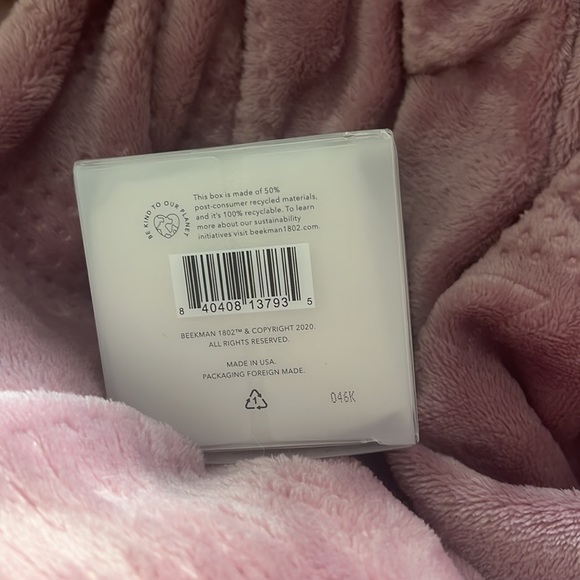 BE KIND TO OUR PLANET
This box is made of 50%
post-consumer recycled materials,
and it's 100% recyclable. To learn
more about our sustainability
initiatives visit beekman1802.com.
8 40408 13793 5
BEEKMAN 1802™ & COPYRIGHT 2020.
ALL RIGHTS RESERVED.
MADE IN USA.
PACKAGING FOREIGN MADE.
1
046K